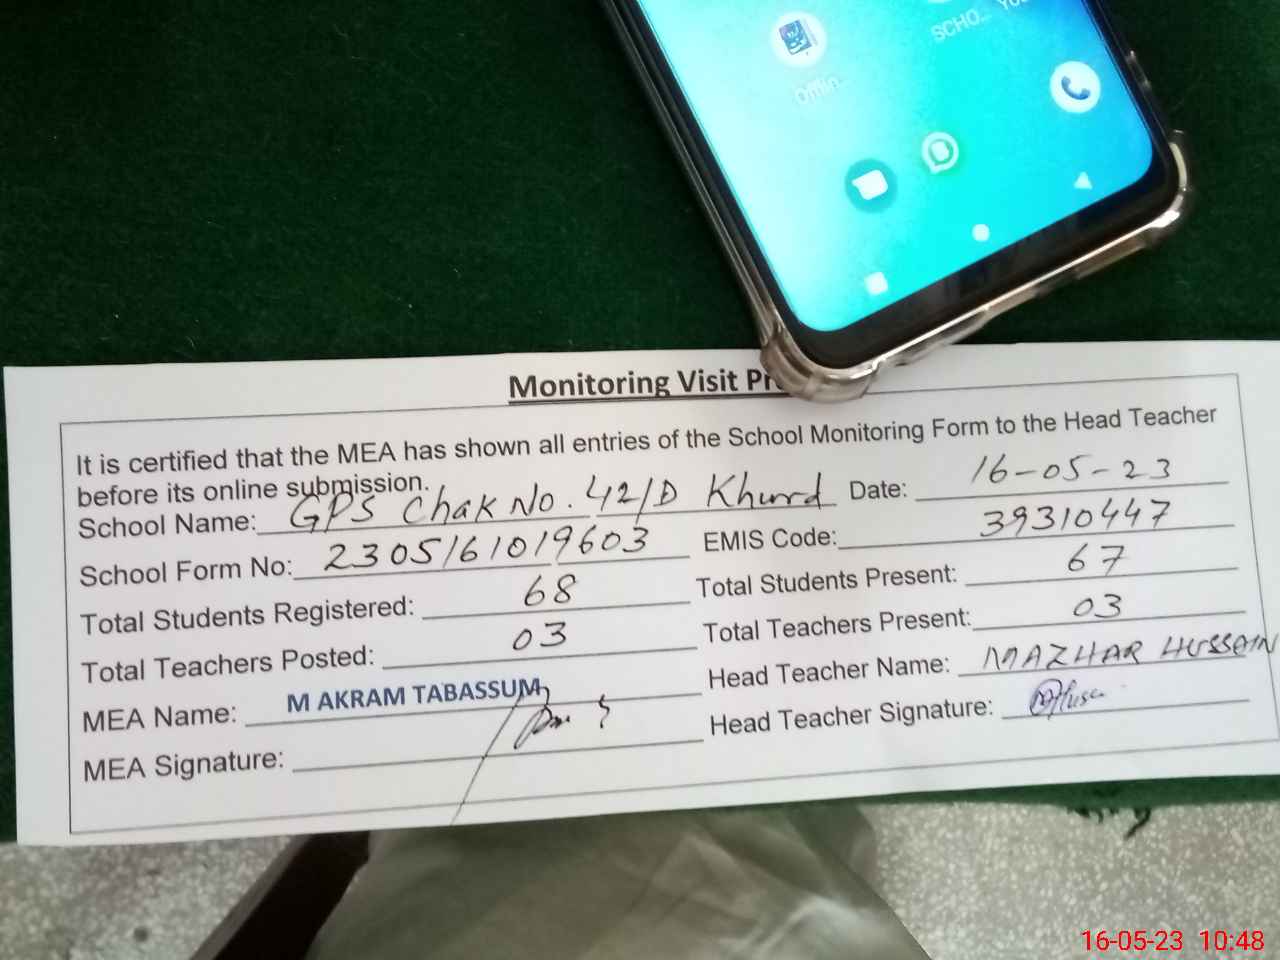 Offlin
SCHO...
Monitoring Visit
It is certified that the MEA has shown all entries of the School Monitoring Form to the Head Teacher
before its online submission.
School Name: GPS Chak No. 42/D Khurd Date: 16-05-23
School Form No: 2305161019603 EMIS Code: 39310447
Total Students Registered: 68 Total Students Present: 67
Total Teachers Posted: 03 Total Teachers Present: 03
MEA Name: M AKRAM TABASSUM Head Teacher Name: MAZHAR HUSSAIN
MEA Signature: Head Teacher Signature:
16-05-23 10:48